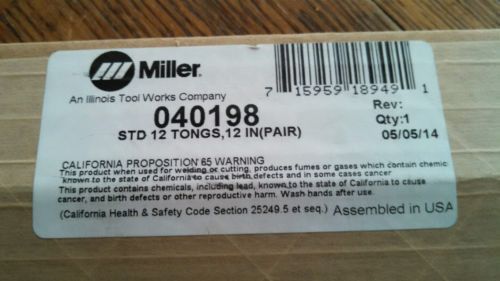 Miller®
An Illinois Tool Works Company
7 15959 18949 1
040198
STD 12 TONGS,12 IN(PAIR)
Rev:
Qty:1
05/05/14
CALIFORNIA PROPOSITION 65 WARNING
This product when used for welding or cutting, produces fumes or gases which contain chemic
known to the state of California to cause birth defects and in some cases cancer
This product contains chemicals, including lead, known to the state of California to cause
cancer, and birth defects or other reproductive harm. Wash hands after use.
(California Health & Safety Code Section 25249.5 et seq.)
Assembled in USA